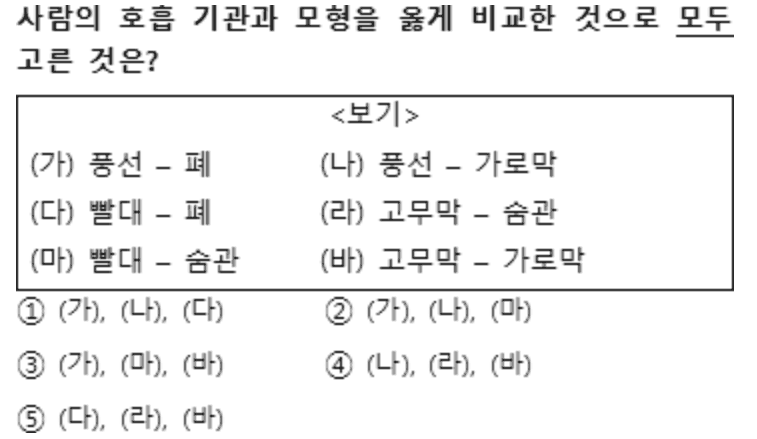 사람의 호흡 기관과 모형을 옳게 비교한 것으로 모두
고른 것은?
<보기>
(가) 풍선 – 폐 (나) 풍선 – 가로막
(다) 빨대 – 폐 (라) 고무막 – 숨관
(마) 빨대 – 숨관 (바) 고무막 – 가로막
① (가), (나), (다) ② (가), (나), (마)
③ (가), (마), (바) ④ (나), (라), (바)
⑤ (다), (라), (바)